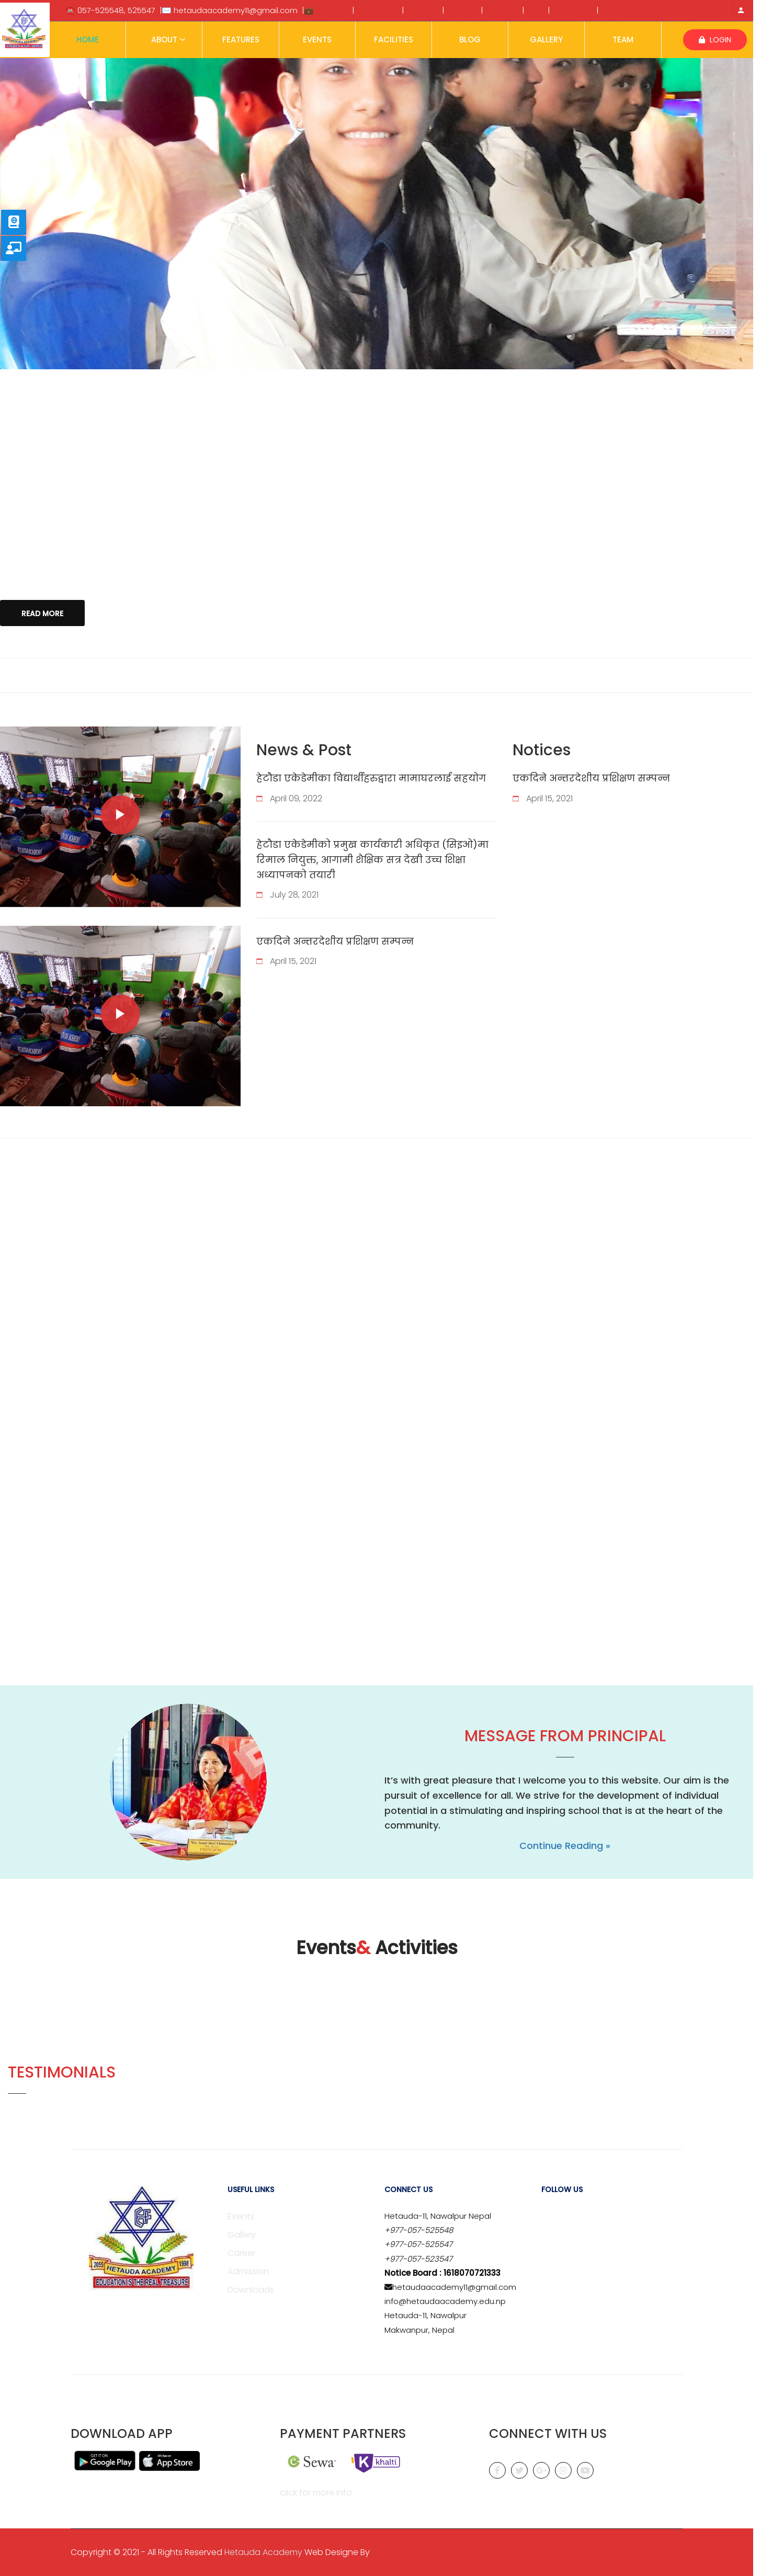 057-525548, 525547 | hetaudaacademy11@gmail.com |
HOME
ABOUT
FEATURES
EVENTS
FACILITIES
BLOG
GALLERY
TEAM
LOGIN
READ MORE
News & Post
हेटौडा एकेडेमीका विद्यार्थीहरुद्वारा मामाघरलाई सहयोग
April 09, 2022
हेटौडा एकेडेमीको प्रमुख कार्यकारी अधिकृत (सिइओ)मा
रिमाल नियुक्त, आगामी शैक्षिक सत्र देखी उच्च शिक्षा
अध्यापनको तयारी
July 28, 2021
एकदिने अन्तरदेशीय प्रशिक्षण सम्पन्न
April 15, 2021
Notices
एकदिने अन्तरदेशीय प्रशिक्षण सम्पन्न
April 15, 2021
MESSAGE FROM PRINCIPAL
It's with great pleasure that I welcome you to this website. Our aim is the
pursuit of excellence for all. We strive for the development of individual
potential in a stimulating and inspiring school that is at the heart of the
community.
Continue Reading »
Events& Activities
TESTIMONIALS
HETAUDA ACADEMY
EDUCATION IS THE REAL TREASURE
USEFUL LINKS
Events
Gallery
Career
Admission
Downloads
CONNECT US
Hetauda-11, Nawalpur Nepal
+977-057-525548
+977-057-525547
+977-057-523547
Notice Board : 1618070721333
hetaudaacademy11@gmail.com
info@hetaudaacademy.edu.np
Hetauda-11, Nawalpur
Makwanpur, Nepal
FOLLOW US
DOWNLOAD APP
GET IT ON
Google Play
App Store
PAYMENT PARTNERS
eSewa
khalti
click for more info
CONNECT WITH US
Copyright © 2021 - All Rights Reserved Hetauda Academy Web Designe By